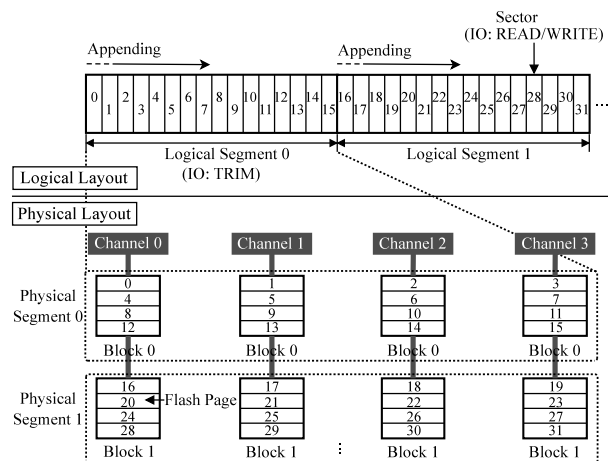 Sector
(IO: READ/WRITE)
Appending
Appending
0 1 2 3 4 5 6 7 8 9 10 11 12 13 14 15 16 17 18 19 20 21 22 23 24 25 26 27 28 29 30 31 ...
Logical Segment 0
(IO: TRIM)
Logical Segment 1
Logical Layout
Physical Layout
Channel 0 Channel 1 Channel 2 Channel 3
Physical
Segment 0
0 1 2 3
4 5 6 7
8 9 10 11
12 13 14 15
Block 0 Block 0 Block 0 Block 0
Physical
Segment 1
16 17 18 19
20 Flash Page 21 22 23
24 25 26 27
28 29 30 31
Block 1 Block 1 Block 1 Block 1